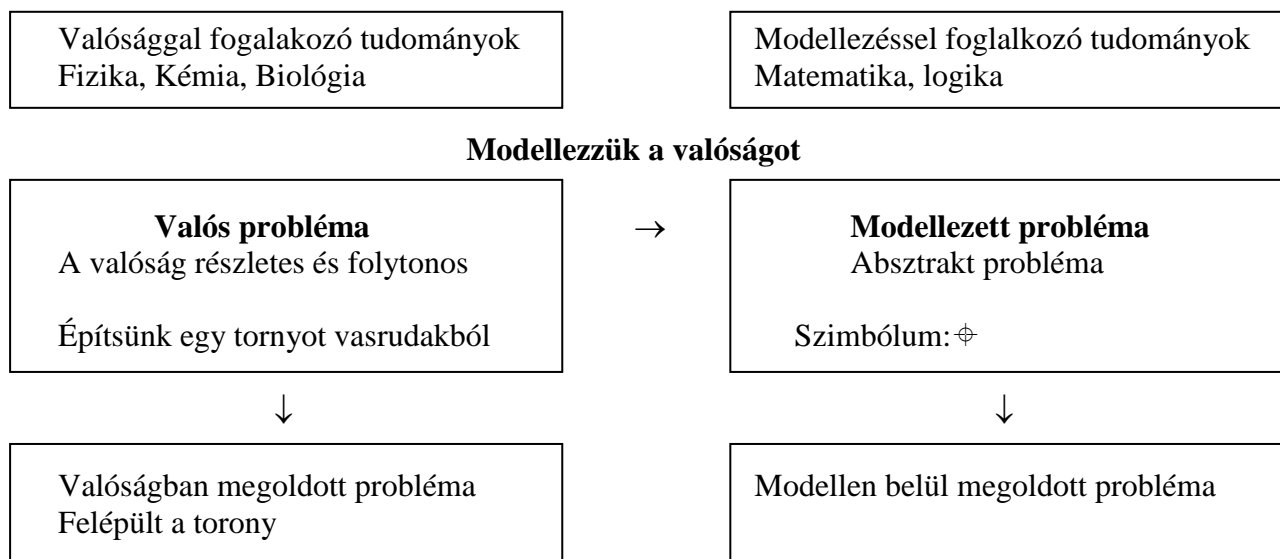 Valósággal fogalakozó tudományok
Fizika, Kémia, Biológia
Modellezéssel foglalkozó tudományok
Matematika, logika
Modellezzük a valóságot
Valós probléma
A valóság részletes és folytonos
Építsünk egy tornyot vasrudakból
→
Modellezett probléma
Absztrakt probléma
Szimbólum:⌖
↓
↓
Valóságban megoldott probléma
Felépült a torony
Modellen belül megoldott probléma